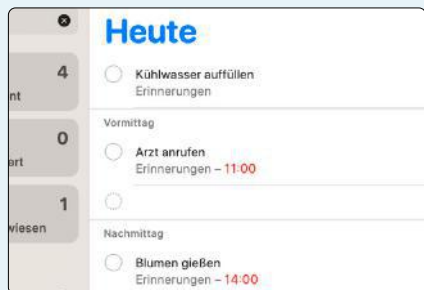 Heute
4
nt
Kühlwasser auffüllen
Erinnerungen
Vormittag
0
ert
Arzt anrufen
Erinnerungen – 11:00
1
wiesen
Nachmittag
Blumen gießen
Erinnerungen – 14:00